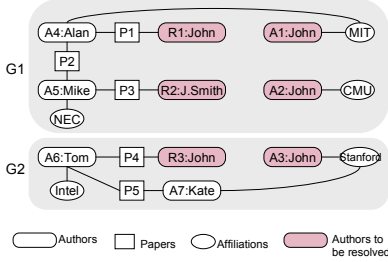 A4:Alan P1 R1:John A1:John MIT
P2
G1
A5:Mike P3 R2:J.Smith A2:John CMU
NEC
A6:Tom P4 R3:John A3:John Stanford
G2
Intel P5 A7:Kate
Authors Papers Affiliations Authors to
be resolved